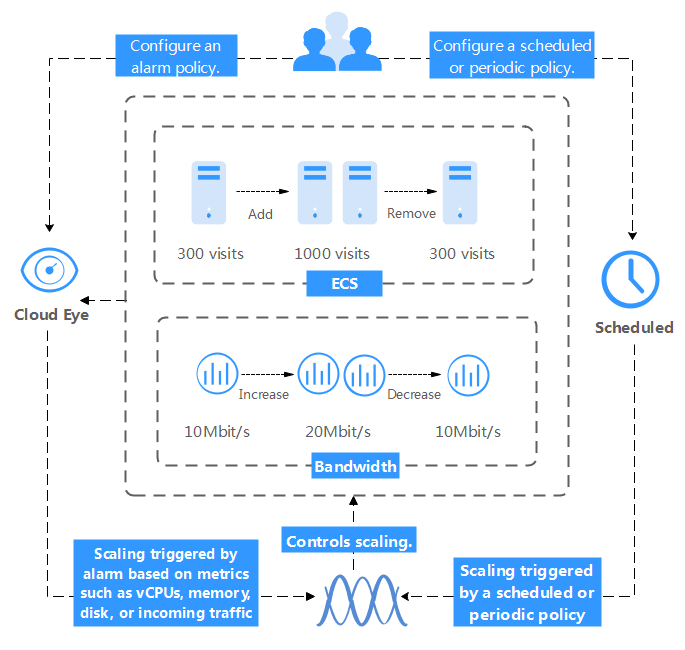 Configure an
alarm policy.
Configure a scheduled
or periodic policy.
Add
Remove
300 visits
1000 visits
300 visits
ECS
Cloud Eye
Scheduled
Increase
Decrease
10Mbit/s
20Mbit/s
10Mbit/s
Bandwidth
Controls scaling.
Scaling triggered by
alarm based on metrics
such as vCPUs, memory,
disk, or incoming traffic
Scaling triggered
by a scheduled or
periodic policy